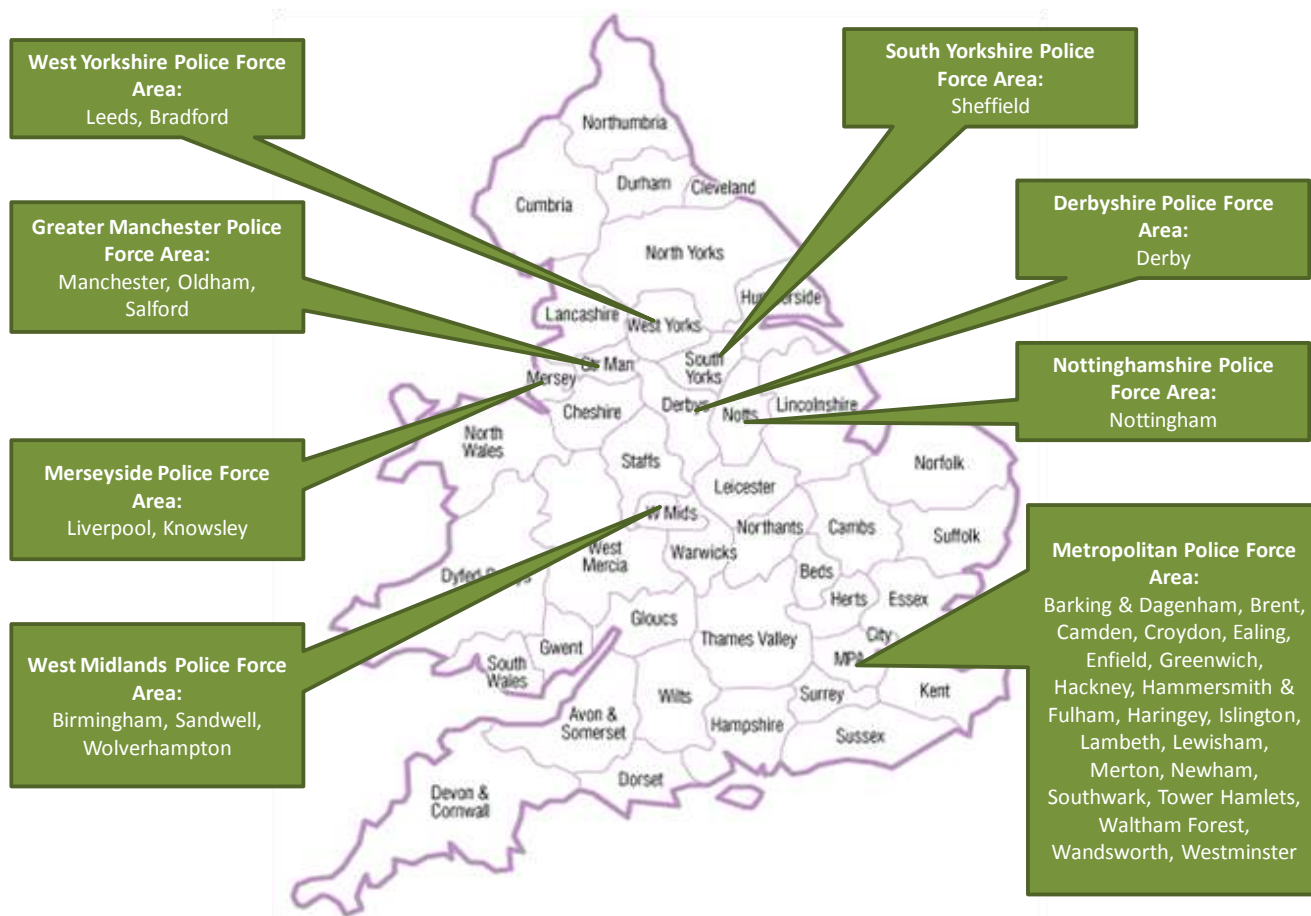 West Yorkshire Police Force
Area:
Leeds, Bradford
South Yorkshire Police
Force Area:
Sheffield
Greater Manchester Police
Force Area:
Manchester, Oldham,
Salford
Derbyshire Police Force
Area:
Derby
Nottinghamshire Police
Force Area:
Nottingham
Merseyside Police Force
Area:
Liverpool, Knowsley
Metropolitan Police Force
Area:
Barking & Dagenham, Brent,
Camden, Croydon, Ealing,
Enfield, Greenwich,
Hackney, Hammersmith &
Fulham, Haringey, Islington,
Lambeth, Lewisham,
Merton, Newham,
Southwark, Tower Hamlets,
Waltham Forest,
Wandsworth, Westminster
West Midlands Police Force
Area:
Birmingham, Sandwell,
Wolverhampton
Northumbria
Durham
Cleveland
Cumbria
North Yorks
Lancashire
West Yorks
South
Yorks
Man
Mersey
Cheshire
Derbys
Notts
Lincolnshire
North
Wales
Staffs
Leicester
Norfolk
W Mids
Northants
Cambs
Suffolk
West
Mercia
Warwicks
Beds
Herts
Essex
Gloucs
Thames Valley
City
MPA
Gwent
South
Wales
Wilts
Surrey
Kent
Avon &
Somerset
Hampshire
Sussex
Dorset
Devon &
Cornwall